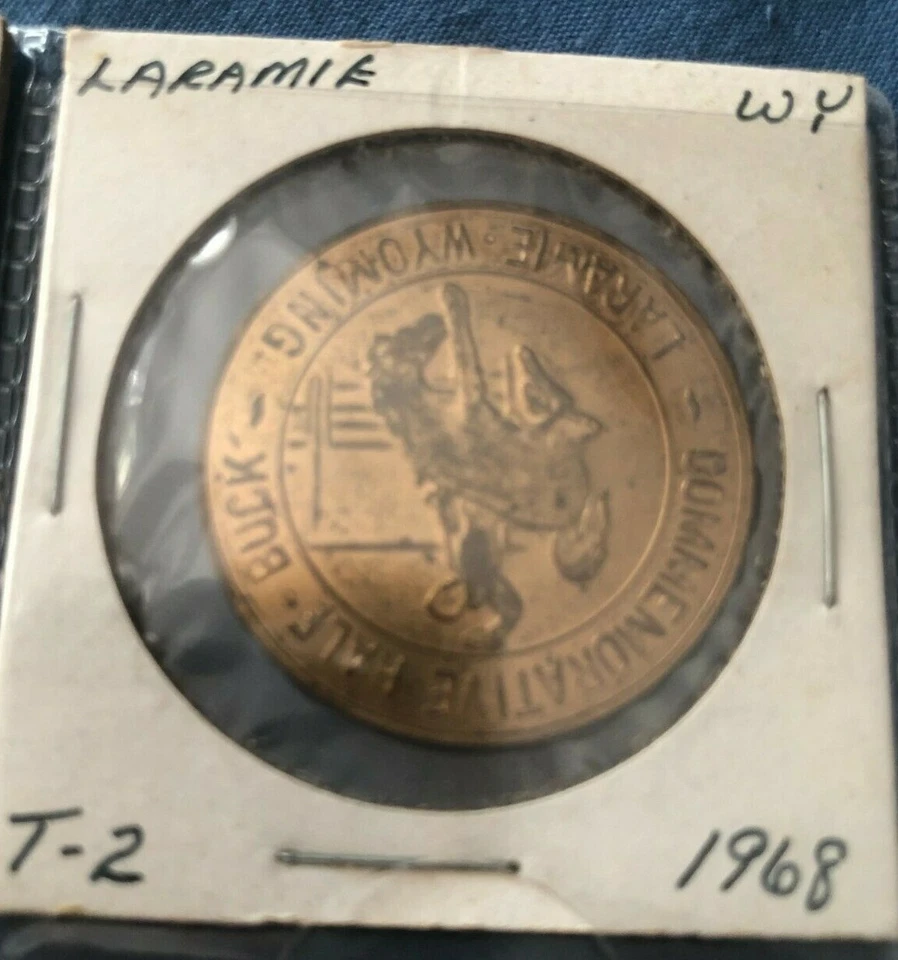 LARAMIE WY
COMMEMORATIVE HALF BUCK
LARAMIE · WYOMING
T-2 1968